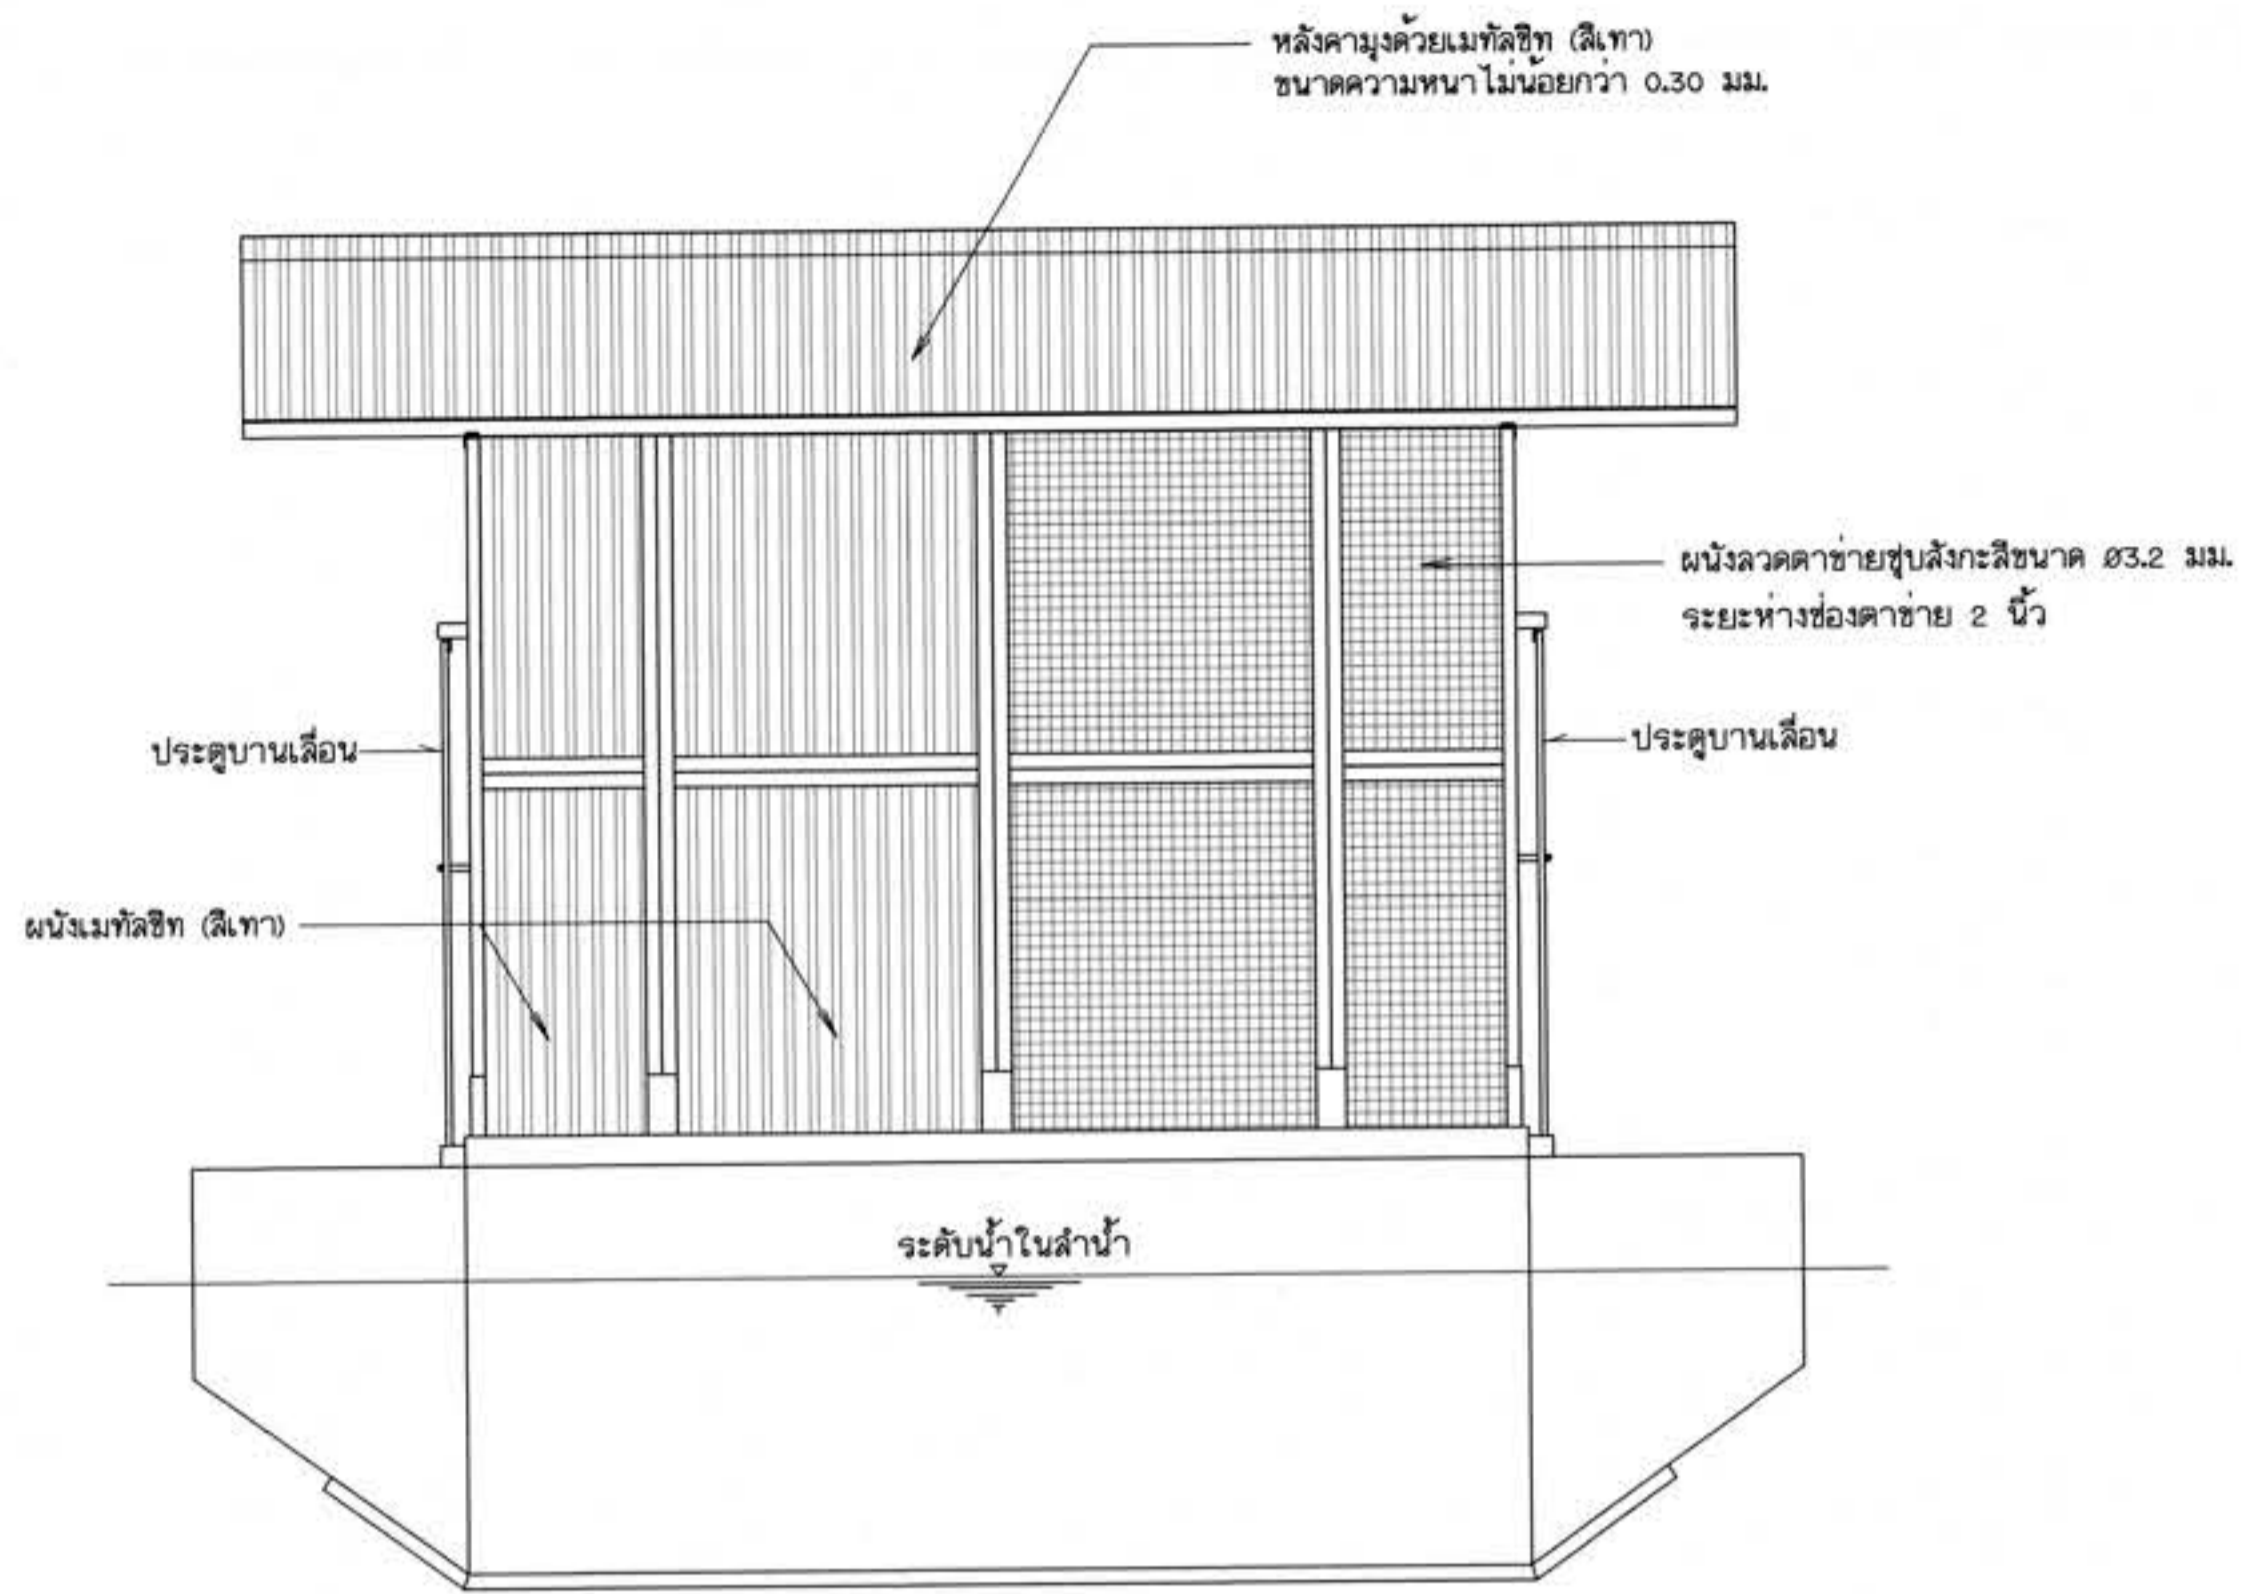 หลังคามุงด้วยเมทัลชีท (สีเทา)
ขนาดความหนาไม่น้อยกว่า 0.30 มม.
ผนังลวดตาข่ายชุบสังกะสีขนาด Ø3.2 มม.
ระยะห่างช่องตาข่าย 2 นิ้ว
ประตูบานเลื่อน
ประตูบานเลื่อน
ผนังเมทัลชีท (สีเทา)
ระดับน้ำในลำน้ำ